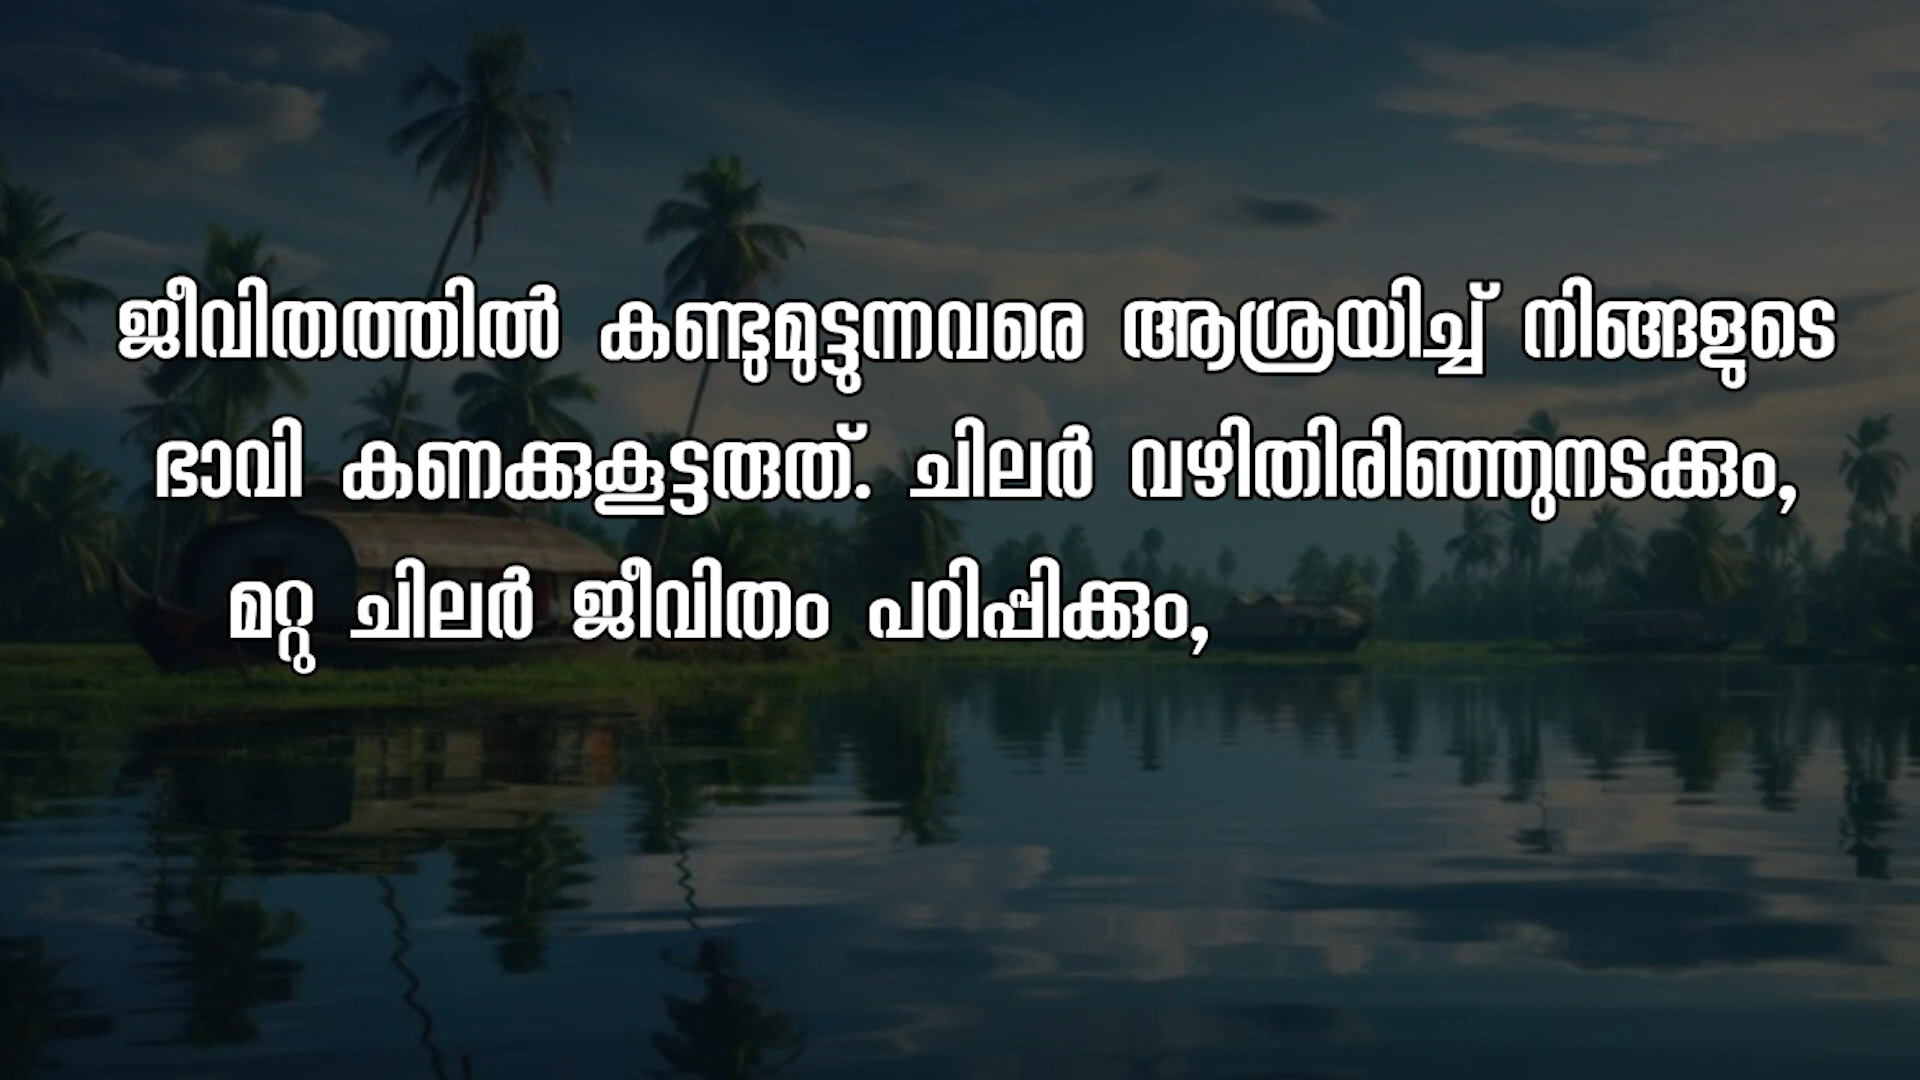 ജീവിതത്തിൽ കണ്ടുമുട്ടുന്നവരെ ആശ്രയിച്ച് നിങ്ങളുടെ
ഭാവി കണക്കുകൂട്ടരുത്. ചിലർ വഴിതിരിഞ്ഞുനടക്കും,
മറ്റു ചിലർ ജീവിതം പഠിപ്പിക്കും,